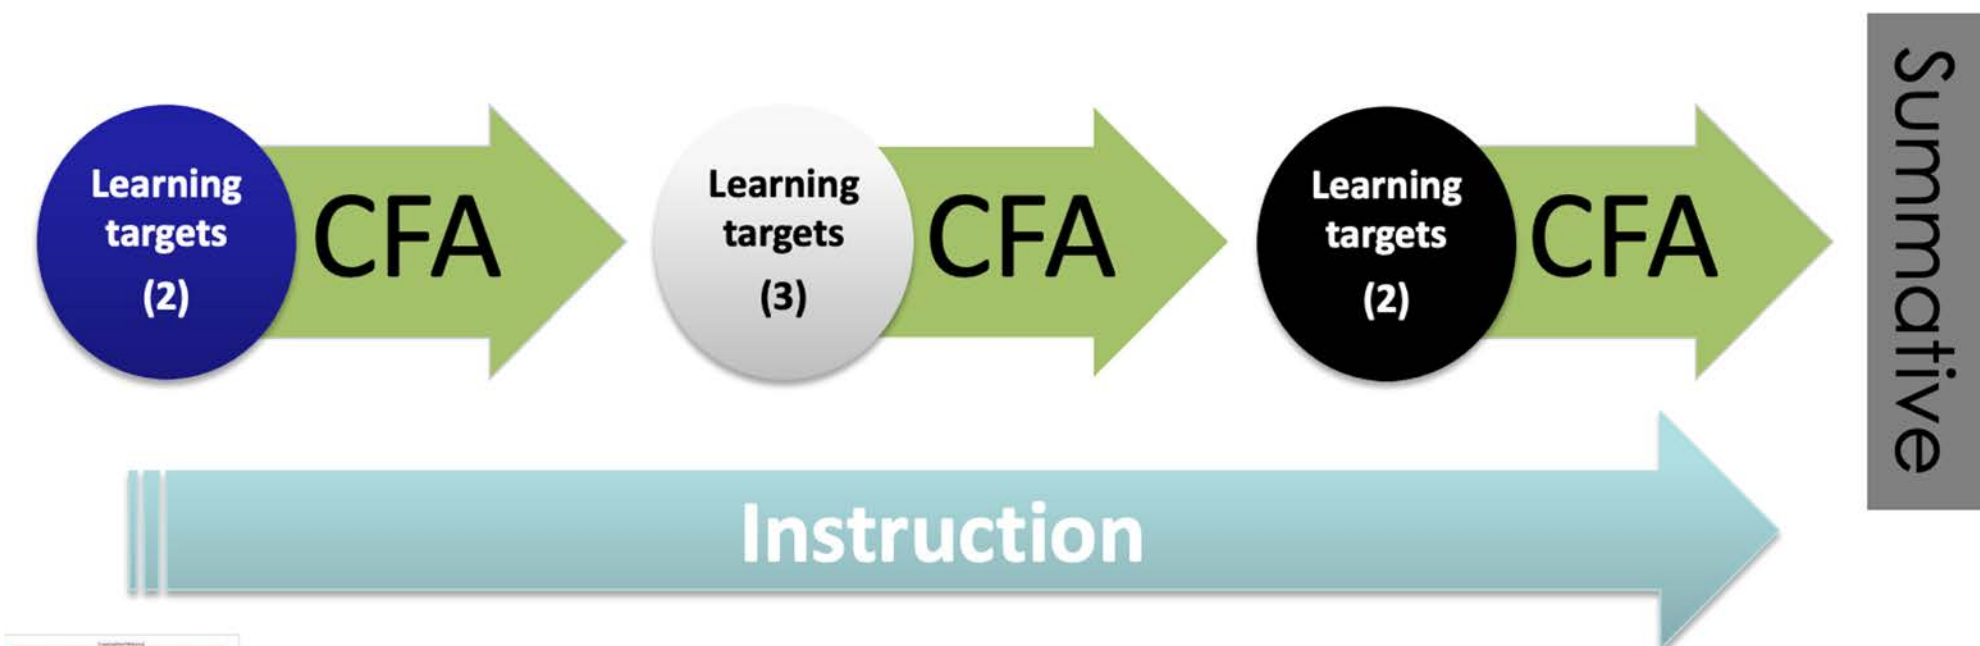 Learning
targets
(2)
CFA
Learning
targets
(3)
CFA
Learning
targets
(2)
CFA
Summative
Instruction